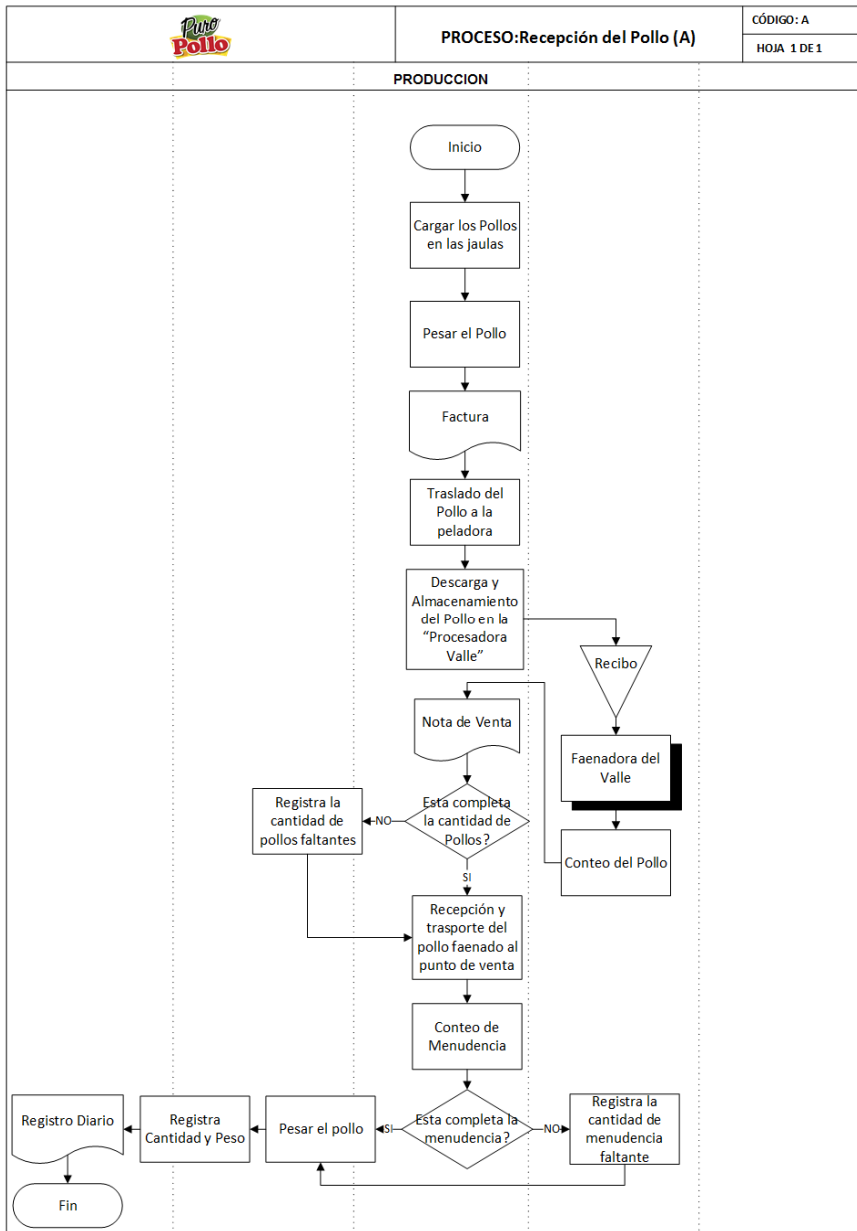 Puro
Pollo
PROCESO:Recepción del Pollo (A)
CÓDIGO: A
HOJA 1 DE 1
PRODUCCION
Inicio
Cargar los Pollos
en las jaulas
Pesar el Pollo
Factura
Traslado del
Pollo a la
peladora
Descarga y
Almacenamiento
del Pollo en la
“Procesadora
Valle”
Recibo
Nota de Venta
Faenadora del
Valle
Conteo del Pollo
Esta completa
la cantidad de
Pollos?
NO
Registra la
cantidad de
pollos faltantes
SI
Recepción y
trasporte del
pollo faenado al
punto de venta
Conteo de
Menudencia
Esta completa la
menudencia?
NO
Registra la
cantidad de
menudencia
faltante
SI
Pesar el pollo
Registra
Cantidad y Peso
Registro Diario
Fin